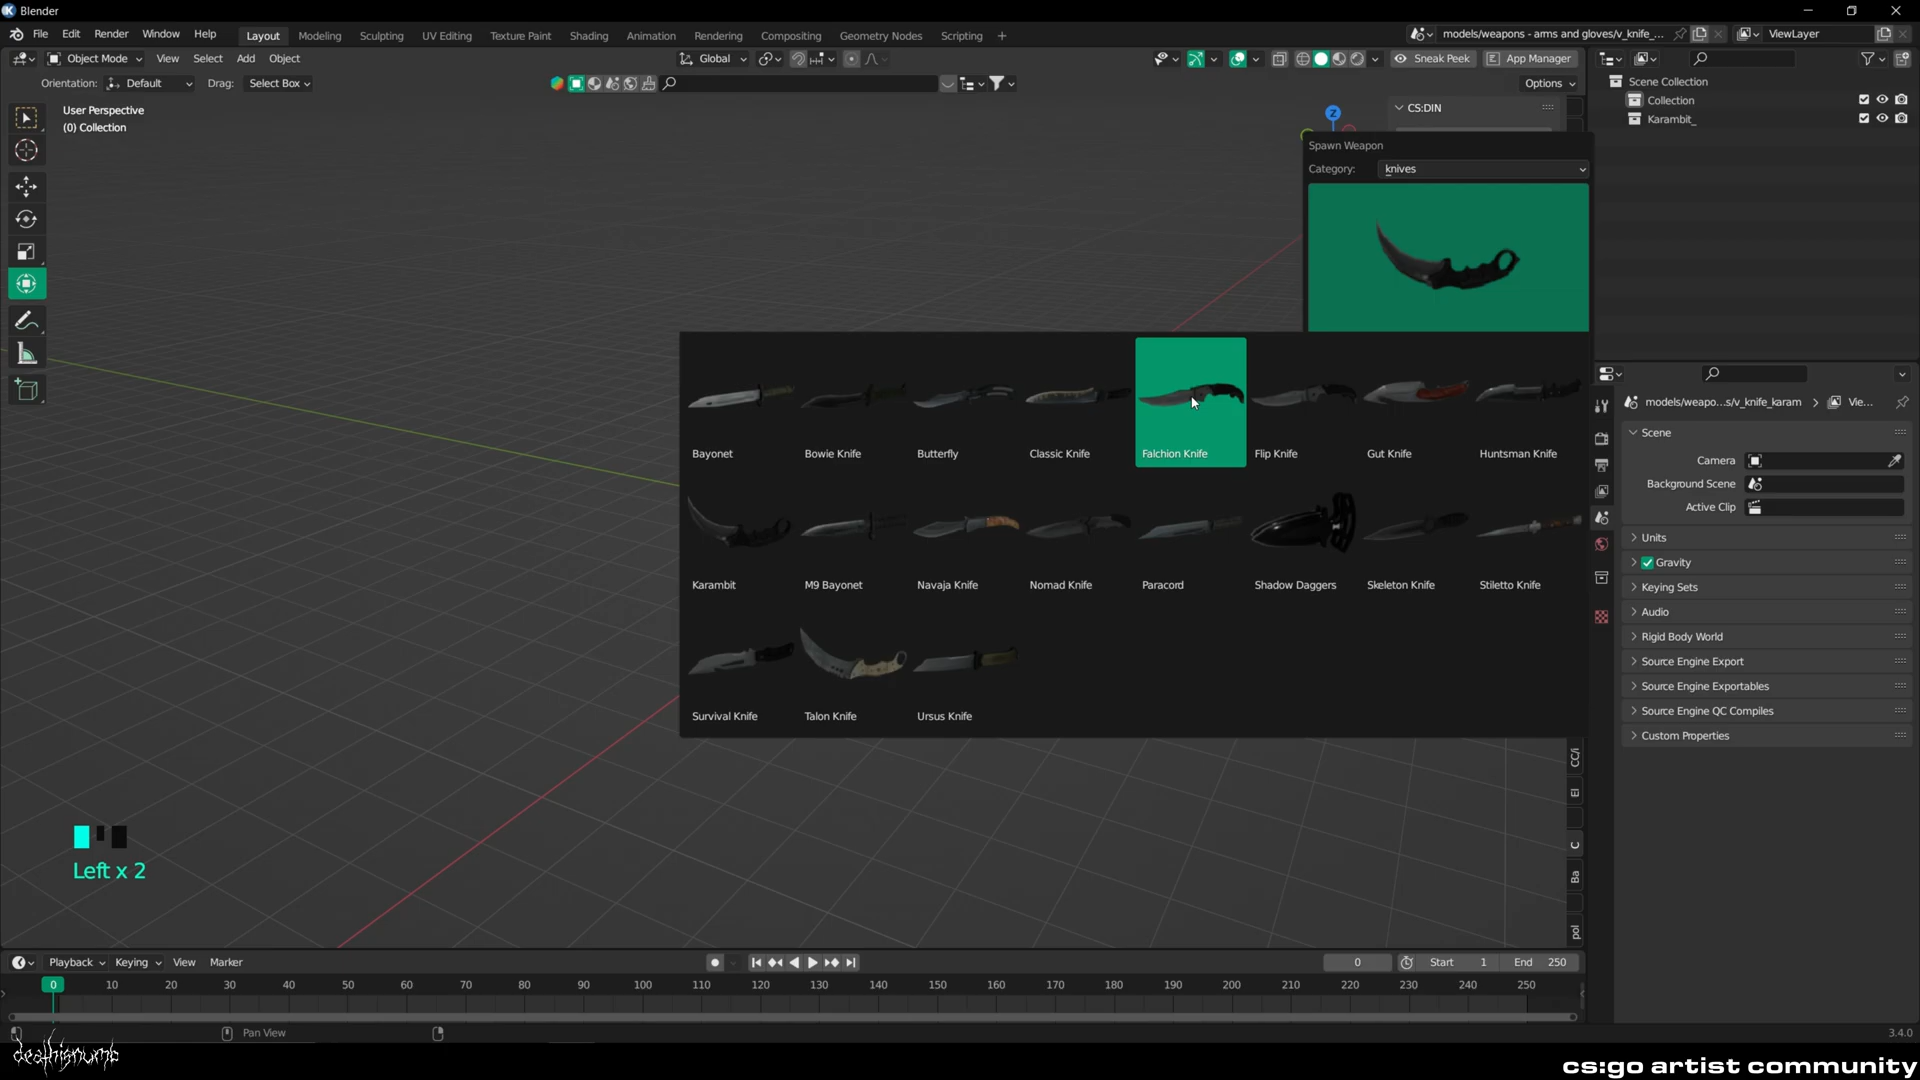 Blender
File Edit Render Window Help Layout Modeling Sculpting UV Editing Texture Paint Shading Animation Rendering Compositing Geometry Nodes Scripting + models/weapons - arms and gloves/v_knife_... ViewLayer
Object Mode View Select Add Object Global Sneak Peek App Manager
Orientation: Default Drag: Select Box Options
User Perspective
(0) Collection
Z
CS:DIN
Scene Collection
Collection
Karambit_
Spawn Weapon
Category: knives
Bayonet Bowie Knife Butterfly Classic Knife Falchion Knife Flip Knife Gut Knife Huntsman Knife
Karambit M9 Bayonet Navaja Knife Nomad Knife Paracord Shadow Daggers Skeleton Knife Stiletto Knife
Survival Knife Talon Knife Ursus Knife
models/weapo...s/v_knife_karam Vie...
Scene
Camera
Background Scene
Active Clip
Units
Gravity
Keying Sets
Audio
Rigid Body World
Source Engine Export
Source Engine Exportables
Source Engine QC Compiles
Custom Properties
CC/i
El
C
Ba
pol
Left x 2
Playback Keying View Marker 0 Start 1 End 250
0 10 20 30 40 50 60 70 80 90 100 110 120 130 140 150 160 170 180 190 200 210 220 230 240 250
Pan View
3.4.0
deathisnumb
cs:go artist community